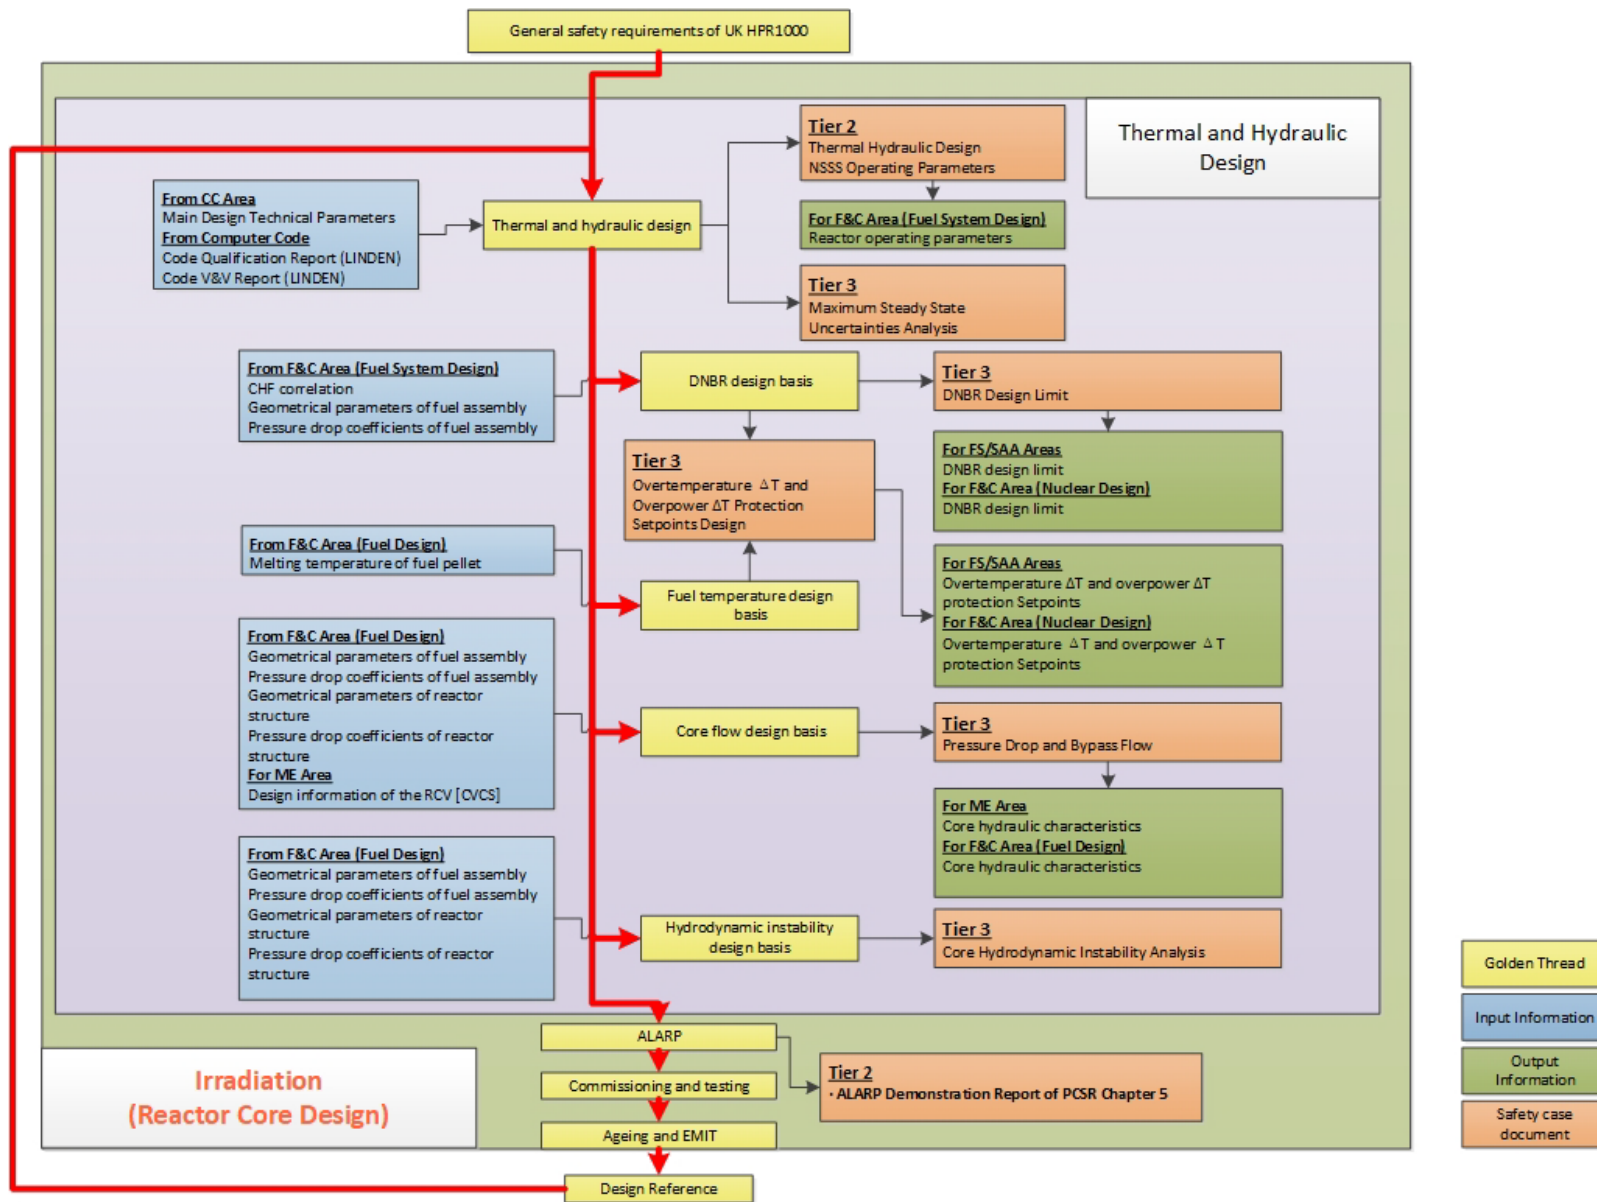 General safety requirements of UK HPR1000
Thermal and Hydraulic
Design
Tier 2
Thermal Hydraulic Design
NSSS Operating Parameters
From CC Area
Main Design Technical Parameters
From Computer Code
Code Qualification Report (LINDEN)
Code V&V Report (LINDEN)
Thermal and hydraulic design
For F&C Area (Fuel System Design)
Reactor operating parameters
Tier 3
Maximum Steady State
Uncertainties Analysis
From F&C Area (Fuel System Design)
CHF correlation
Geometrical parameters of fuel assembly
Pressure drop coefficients of fuel assembly
DNBR design basis
Tier 3
DNBR Design Limit
Tier 3
Overtemperature ΔT and
Overpower ΔT Protection
Setpoints Design
For FS/SAA Areas
DNBR design limit
For F&C Area (Nuclear Design)
DNBR design limit
From F&C Area (Fuel Design)
Melting temperature of fuel pellet
Fuel temperature design
basis
For FS/SAA Areas
Overtemperature ΔT and overpower ΔT
protection Setpoints
For F&C Area (Nuclear Design)
Overtemperature ΔT and overpower ΔT
protection Setpoints
From F&C Area (Fuel Design)
Geometrical parameters of fuel assembly
Pressure drop coefficients of fuel assembly
Geometrical parameters of reactor
structure
Pressure drop coefficients of reactor
structure
For ME Area
Design information of the RCV [CVCS]
Core flow design basis
Tier 3
Pressure Drop and Bypass Flow
For ME Area
Core hydraulic characteristics
For F&C Area (Fuel Design)
Core hydraulic characteristics
From F&C Area (Fuel Design)
Geometrical parameters of fuel assembly
Pressure drop coefficients of fuel assembly
Geometrical parameters of reactor
structure
Pressure drop coefficients of reactor
structure
Hydrodynamic instability
design basis
Tier 3
Core Hydrodynamic Instability Analysis
ALARP
Commissioning and testing
Ageing and EMIT
Design Reference
Tier 2
· ALARP Demonstration Report of PCSR Chapter 5
Irradiation
(Reactor Core Design)
Golden Thread
Input Information
Output
Information
Safety case
document